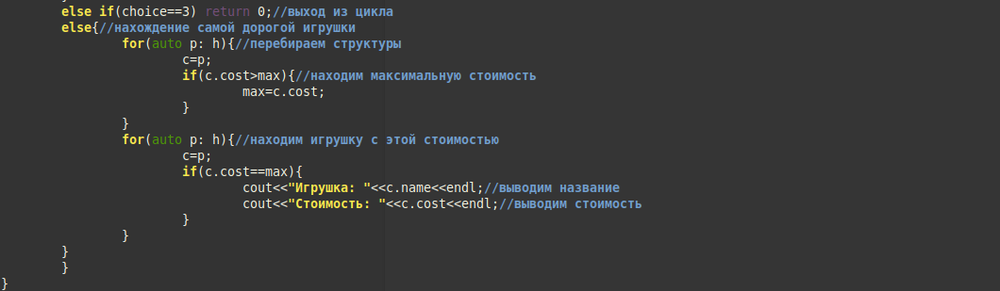 else if(choice==3) return 0;//выход из цикла
else{//нахождение самой дорогой игрушки
for(auto p: h){//перебираем структуры
c=p;
if(c.cost>max){//находим максимальную стоимость
max=c.cost;
}
}
for(auto p: h){//находим игрушку с этой стоимостью
c=p;
if(c.cost==max){
cout<<"Игрушка: "<<c.name<<endl;//выводим название
cout<<"Стоимость: "<<c.cost<<endl;//выводим стоимость
}
}
}
}
}